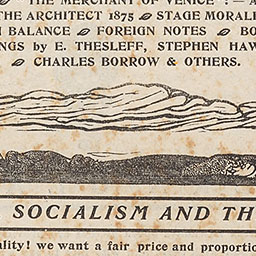 THE MERCHANT OF VENICE : — A
THE ARCHITECT 1875 STAGE MORALI
BALANCE FOREIGN NOTES BO
NGS by E. THESLEFF, STEPHEN HAW
CHARLES BORROW & OTHERS.
SOCIALISM AND TH
ality! we want a fair price and proportio